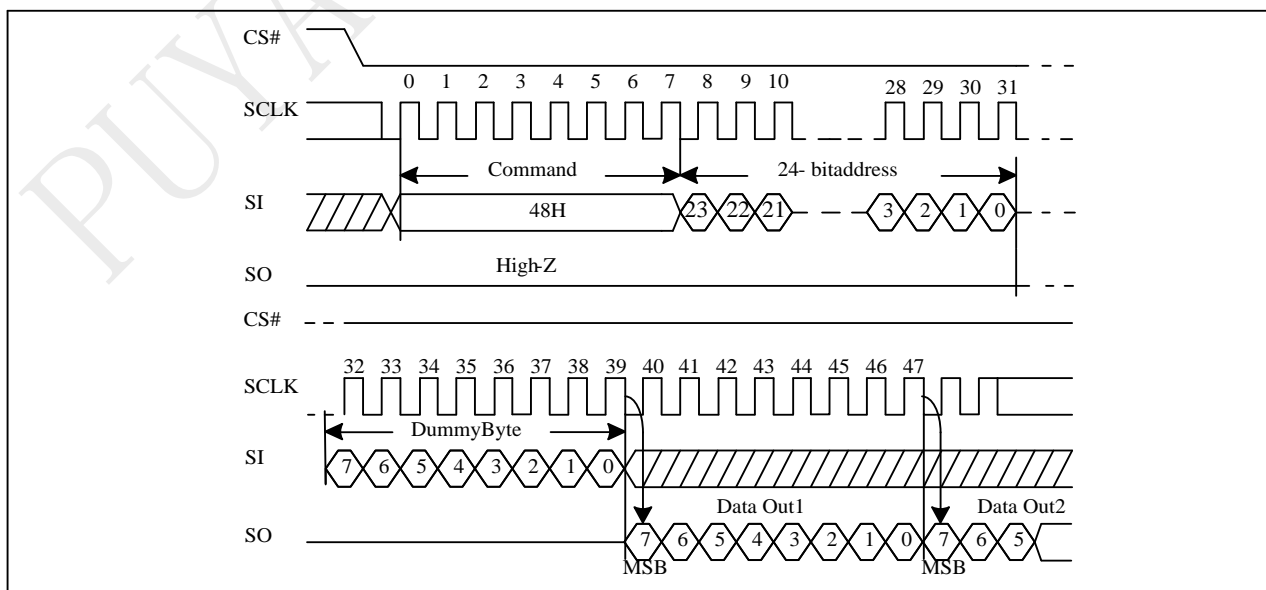 PUYA
CS#
0 1 2 3 4 5 6 7 8 9 10 28 29 30 31
SCLK
Command 24- bitaddress
SI 48H 23 22 21 3 2 1 0
SO High-Z
CS#
32 33 34 35 36 37 38 39 40 41 42 43 44 45 46 47
SCLK
DummyByte
SI 7 6 5 4 3 2 1 0
Data Out1 Data Out2
SO 7 6 5 4 3 2 1 0 7 6 5
MSB MSB